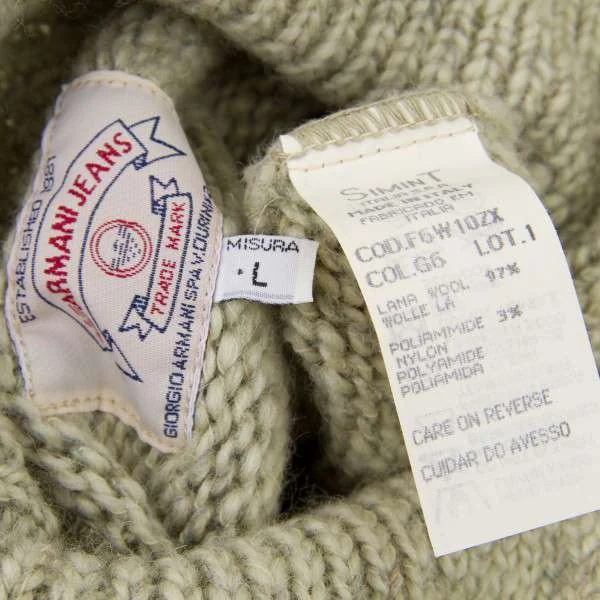 ESTABLISHED 1981
ARMANI JEANS
TRADE MARK
GIORGIO ARMANI SPA V. DURINI
MISURA
L
SIMINT
MADE IN ITALY
FABRICADO EM
ITALIA
COD.F6W10ZX
COL.G6 LOT.1
LANA WOOL 97%
WOLLE LÃ
POLIAMMIDE 3%
NYLON
POLYAMIDE
POLIAMIDA
CARE ON REVERSE
CUIDAR DO AVESSO